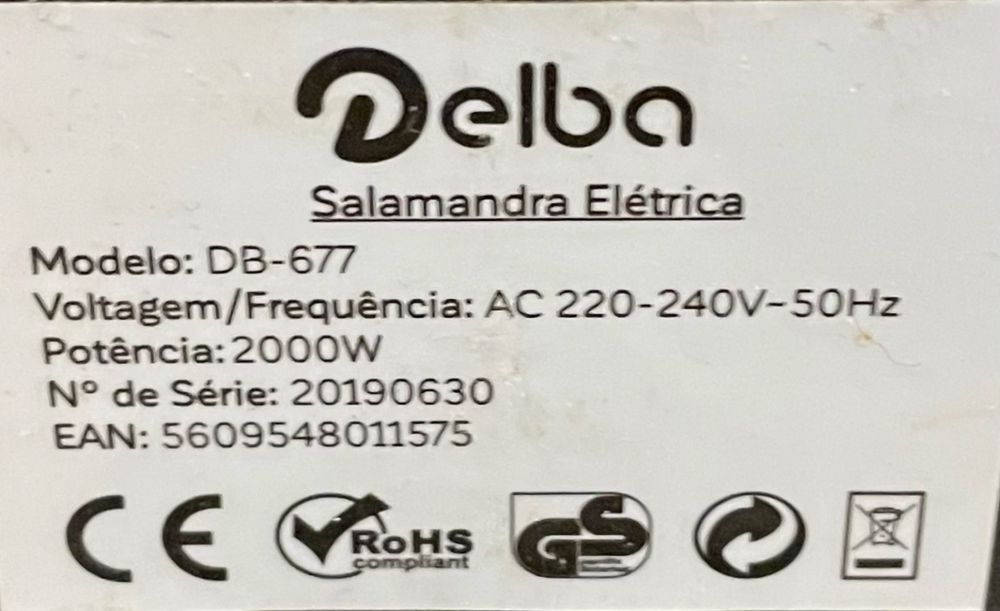 Delba
Salamandra Elétrica
Modelo: DB-677
Voltagem/Frequência: AC 220-240V~50Hz
Potência: 2000W
Nº de Série: 20190630
EAN: 5609548011575
CE RoHS compliant GS